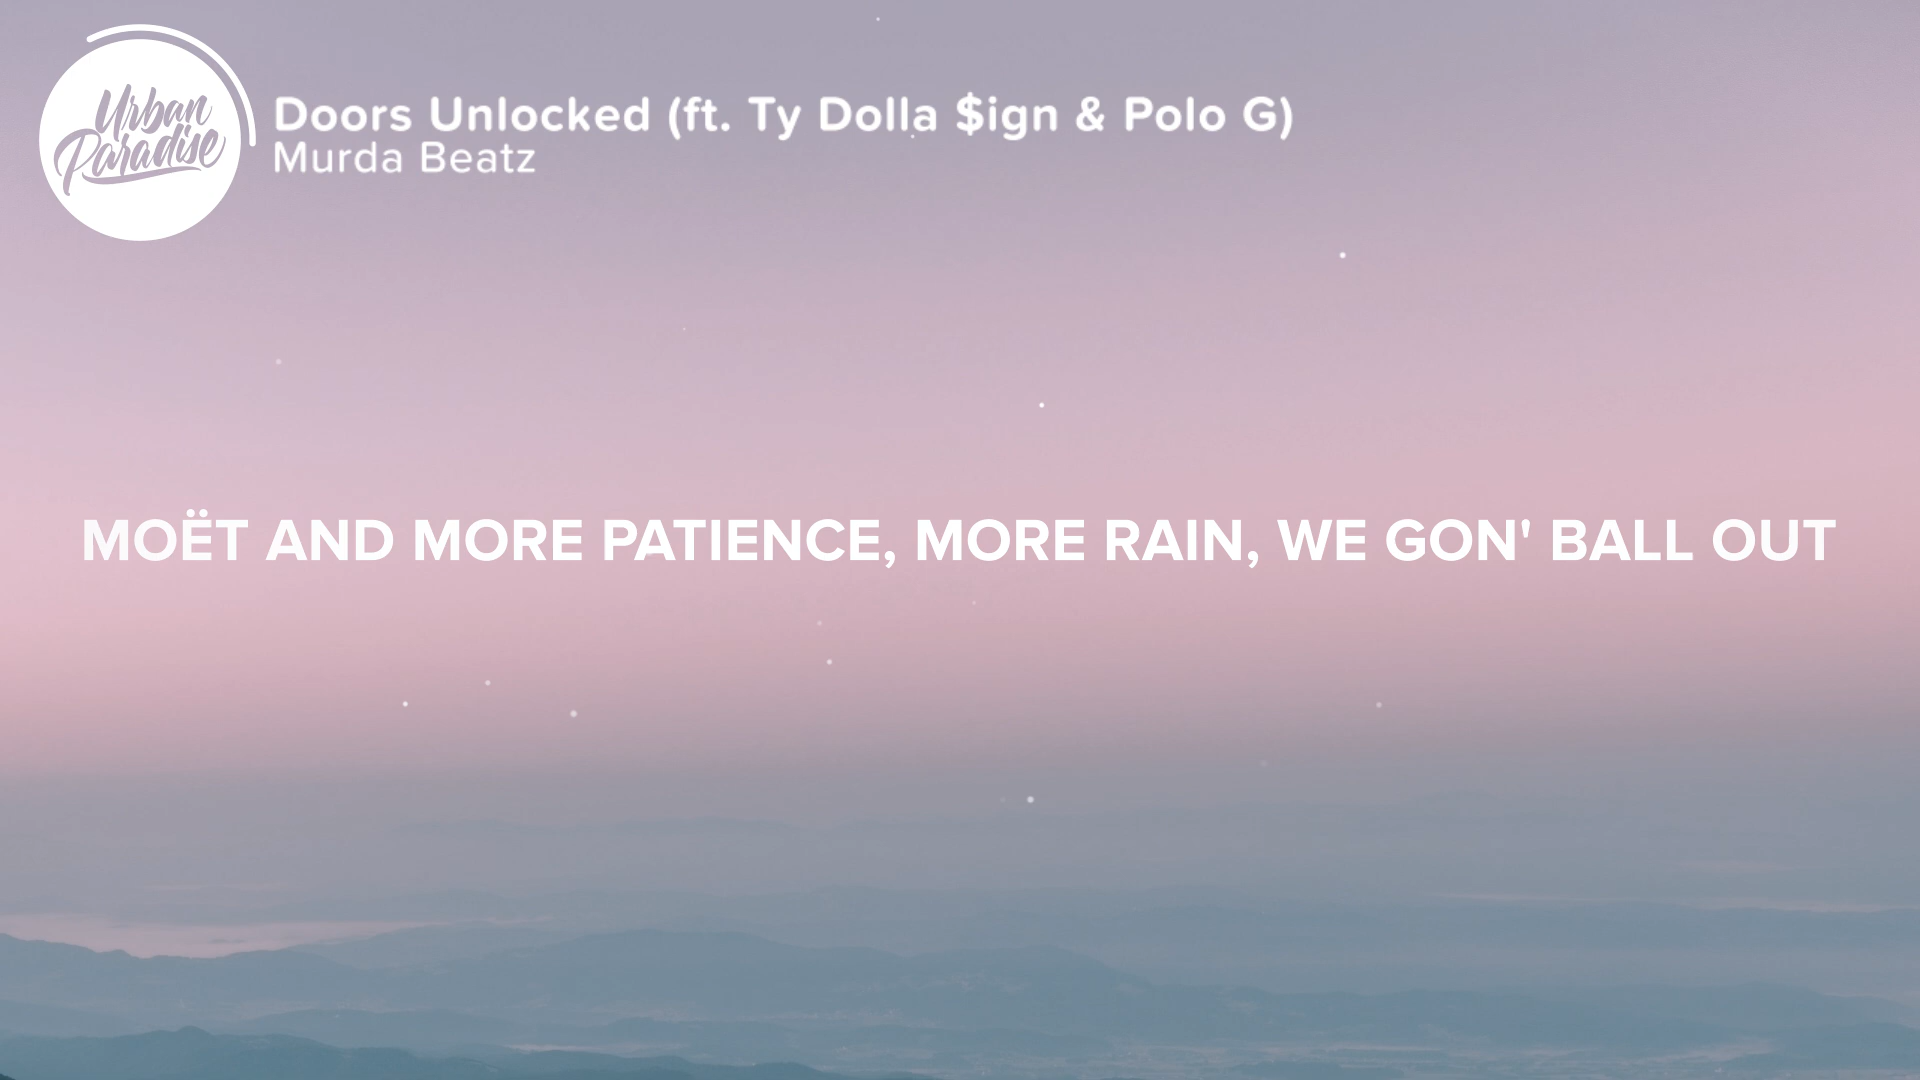 Urban
Paradise
Doors Unlocked (ft. Ty Dolla $ign & Polo G)
Murda Beatz
MOËT AND MORE PATIENCE, MORE RAIN, WE GON' BALL OUT